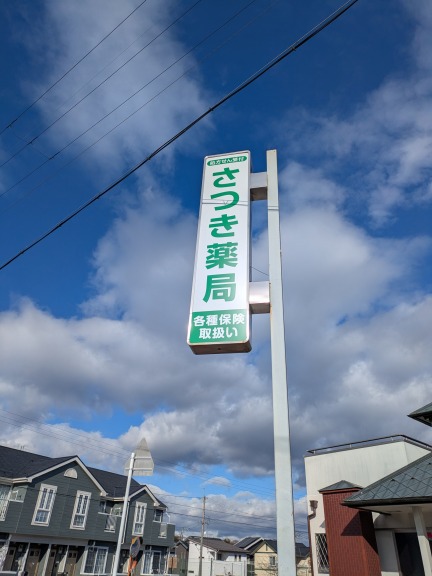 処方せん受付
さつき薬局
各種保険
取扱い